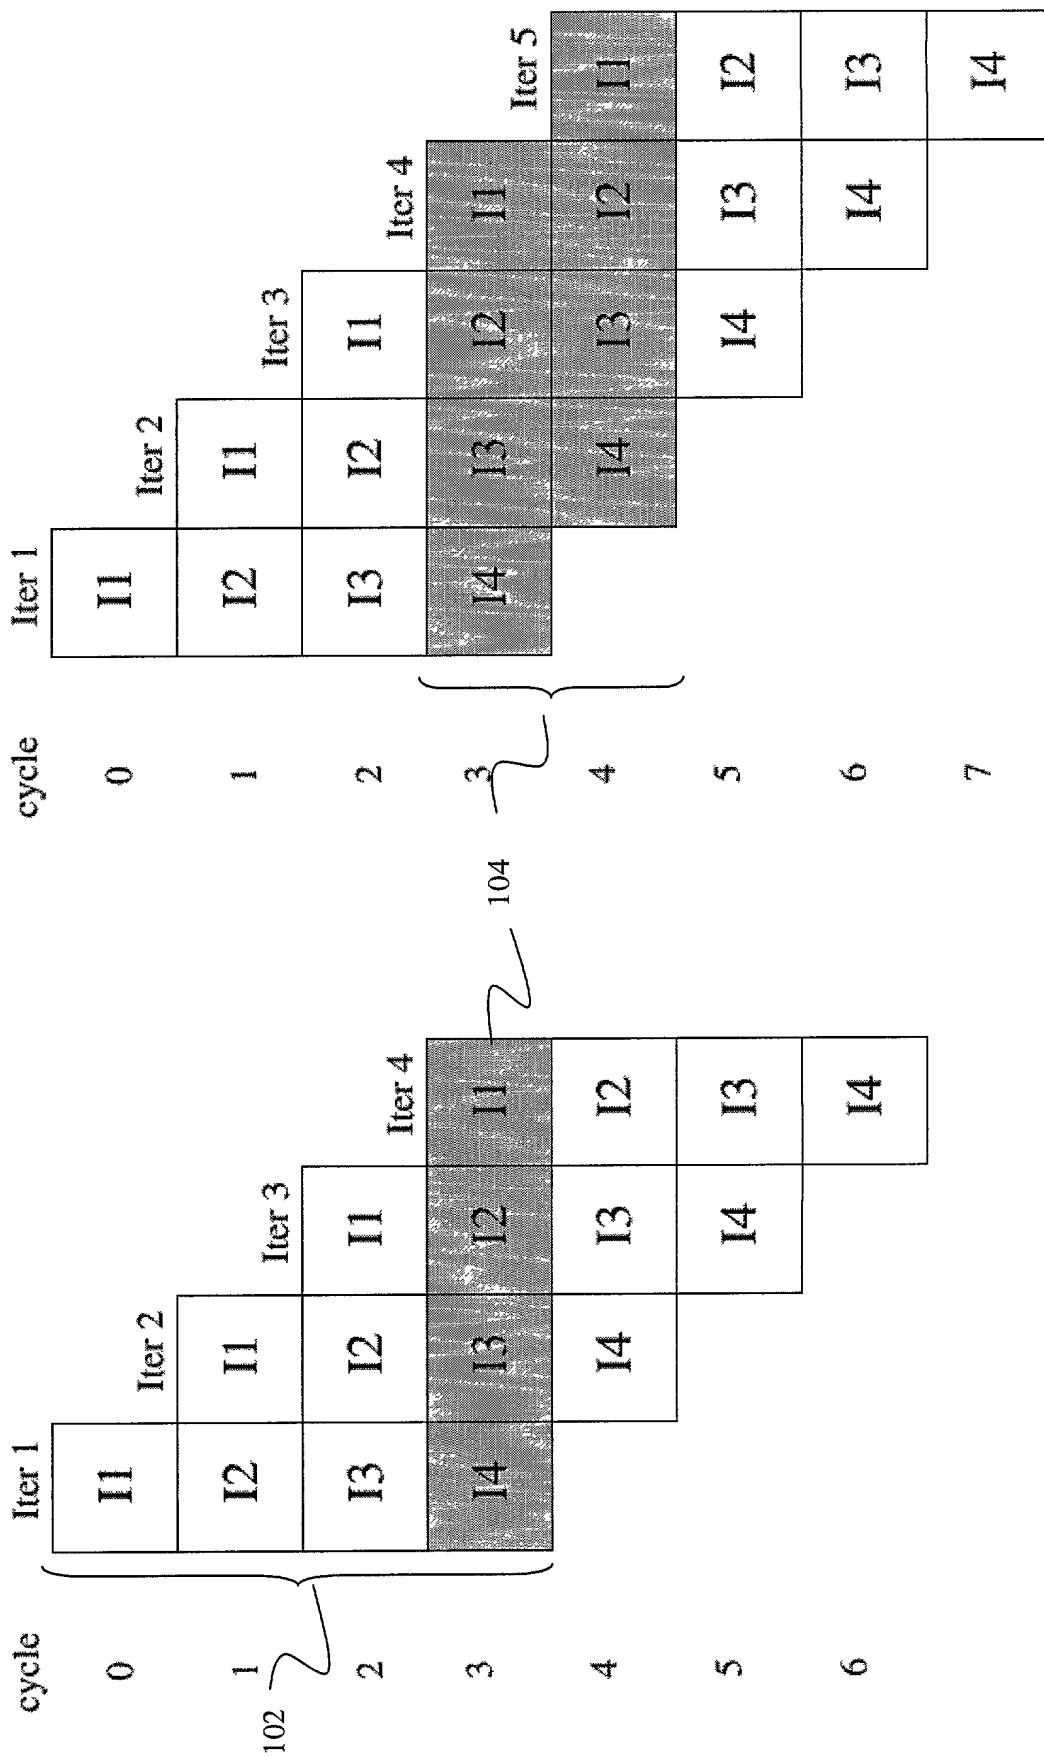 cycle Iter 1
0 I1
Iter 2
1 I2 I1
102
Iter 3
2 I3 I2 I1
Iter 4
3 I4 I3 I2 I1
4 I4 I3 I2
5 I4 I3
6 I4
104
cycle Iter 1
0 I1
Iter 2
1 I2 I1
Iter 3
2 I3 I2 I1
Iter 4
3 I4 I3 I2 I1
Iter 5
4 I4 I3 I2 I1
5 I4 I3 I2
6 I4 I3
7 I4